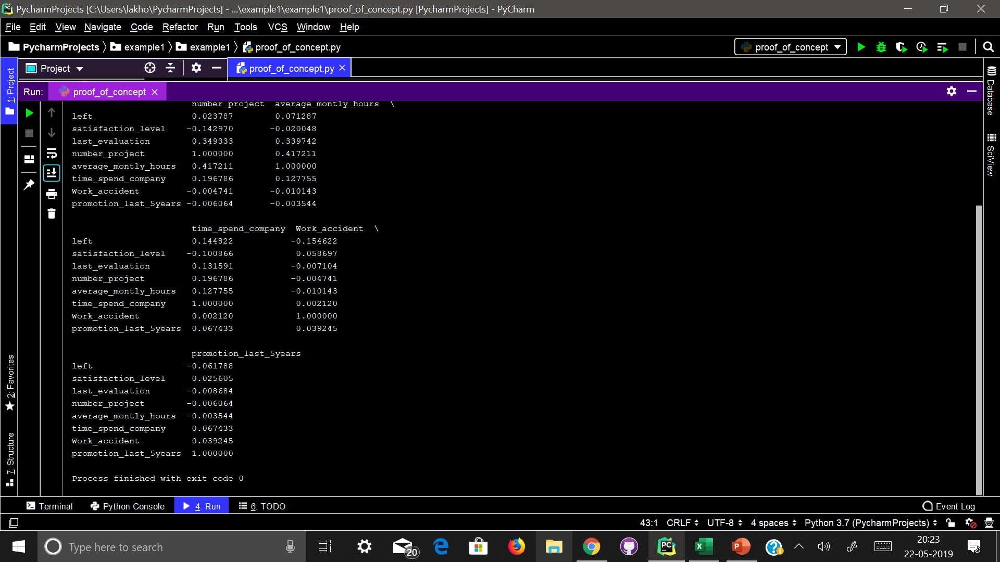 PycharmProjects [C:\Users\lakho\PycharmProjects] - ...\example1\example1\proof_of_concept.py [PycharmProjects] - PyCharm
File Edit View Navigate Code Refactor Run Tools VCS Window Help
PycharmProjects example1 example1 proof_of_concept.py
proof_of_concept
Project
proof_of_concept.py
1: Project
Run: proof_of_concept
Database
SciView
number_project average_montly_hours \
left 0.023787 0.071287
satisfaction_level -0.142970 -0.020048
last_evaluation 0.349333 0.339742
number_project 1.000000 0.417211
average_montly_hours 0.417211 1.000000
time_spend_company 0.196786 0.127755
Work_accident -0.004741 -0.010143
promotion_last_5years -0.006064 -0.003544
time_spend_company Work_accident \
left 0.144822 -0.154622
satisfaction_level -0.100866 0.058697
last_evaluation 0.131591 -0.007104
number_project 0.196786 -0.004741
average_montly_hours 0.127755 -0.010143
time_spend_company 1.000000 0.002120
Work_accident 0.002120 1.000000
promotion_last_5years 0.067433 0.039245
promotion_last_5years
left -0.061788
satisfaction_level 0.025605
last_evaluation -0.008684
number_project -0.006064
average_montly_hours -0.003544
time_spend_company 0.067433
Work_accident 0.039245
promotion_last_5years 1.000000
Process finished with exit code 0
2: Favorites
7: Structure
Terminal Python Console 4: Run 6: TODO Event Log
43:1 CRLF UTF-8 4 spaces Python 3.7 (PycharmProjects)
Type here to search
20
20:23
22-05-2019